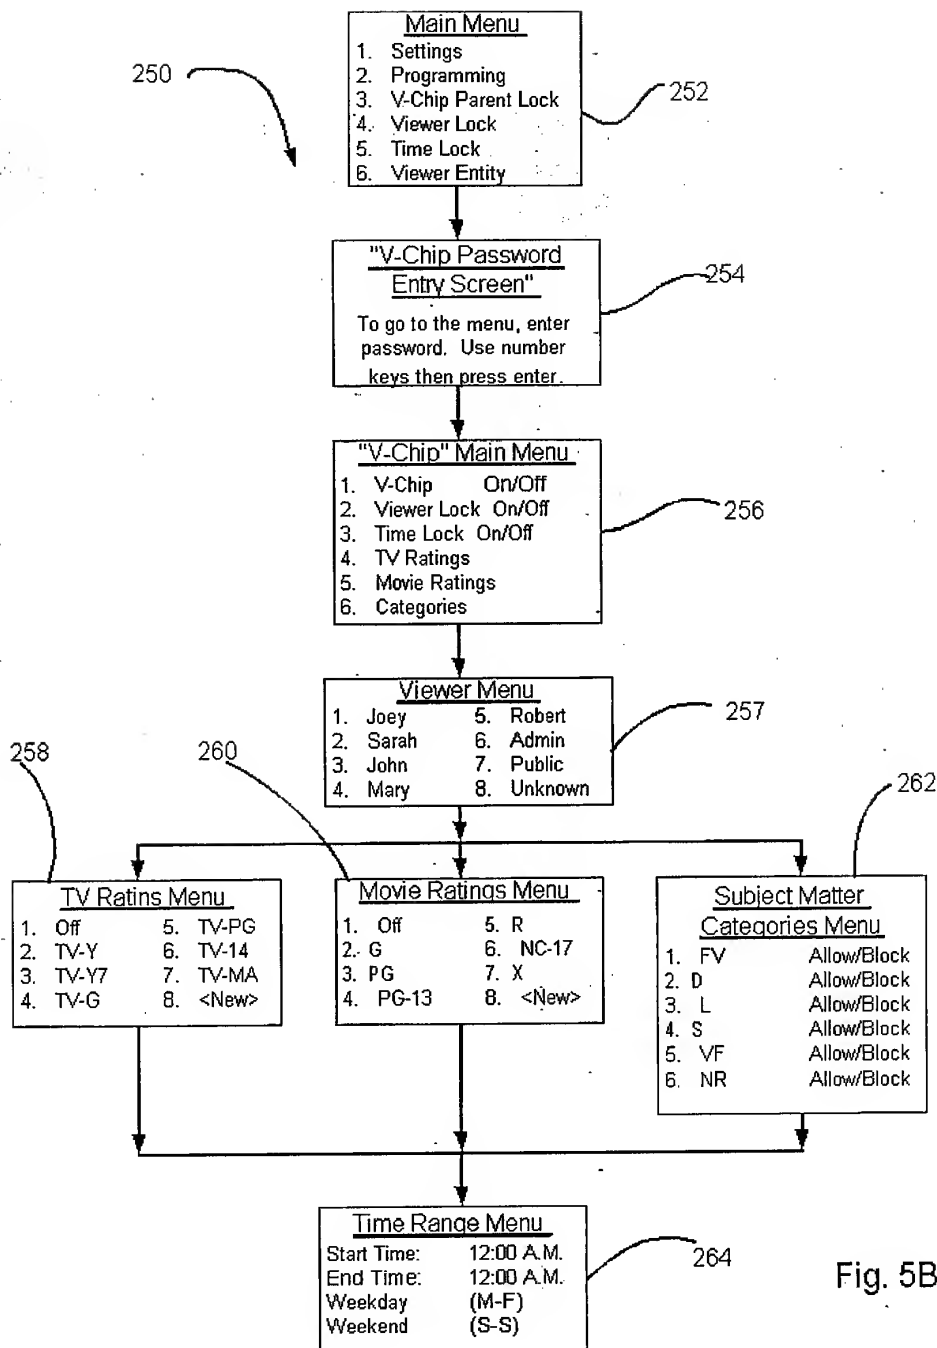 Main Menu
1. Settings
2. Programming
3. V-Chip Parent Lock
4. Viewer Lock
5. Time Lock
6. Viewer Entity
250
252
"V-Chip Password
Entry Screen"
To go to the menu, enter
password. Use number
keys then press enter.
254
"V-Chip" Main Menu
1. V-Chip On/Off
2. Viewer Lock On/Off
3. Time Lock On/Off
4. TV Ratings
5. Movie Ratings
6. Categories
256
Viewer Menu
1. Joey 5. Robert
2. Sarah 6. Admin
3. John 7. Public
4. Mary 8. Unknown
257
258
260
262
TV Ratins Menu
1. Off 5. TV-PG
2. TV-Y 6. TV-14
3. TV-Y7 7. TV-MA
4. TV-G 8. <New>
Movie Ratings Menu
1. Off 5. R
2. G 6. NC-17
3. PG 7. X
4. PG-13 8. <New>
Subject Matter
Categories Menu
1. FV Allow/Block
2. D Allow/Block
3. L Allow/Block
4. S Allow/Block
5. VF Allow/Block
6. NR Allow/Block
Time Range Menu
Start Time: 12:00 A.M.
End Time: 12:00 A.M.
Weekday (M-F)
Weekend (S-S)
264
Fig. 5B